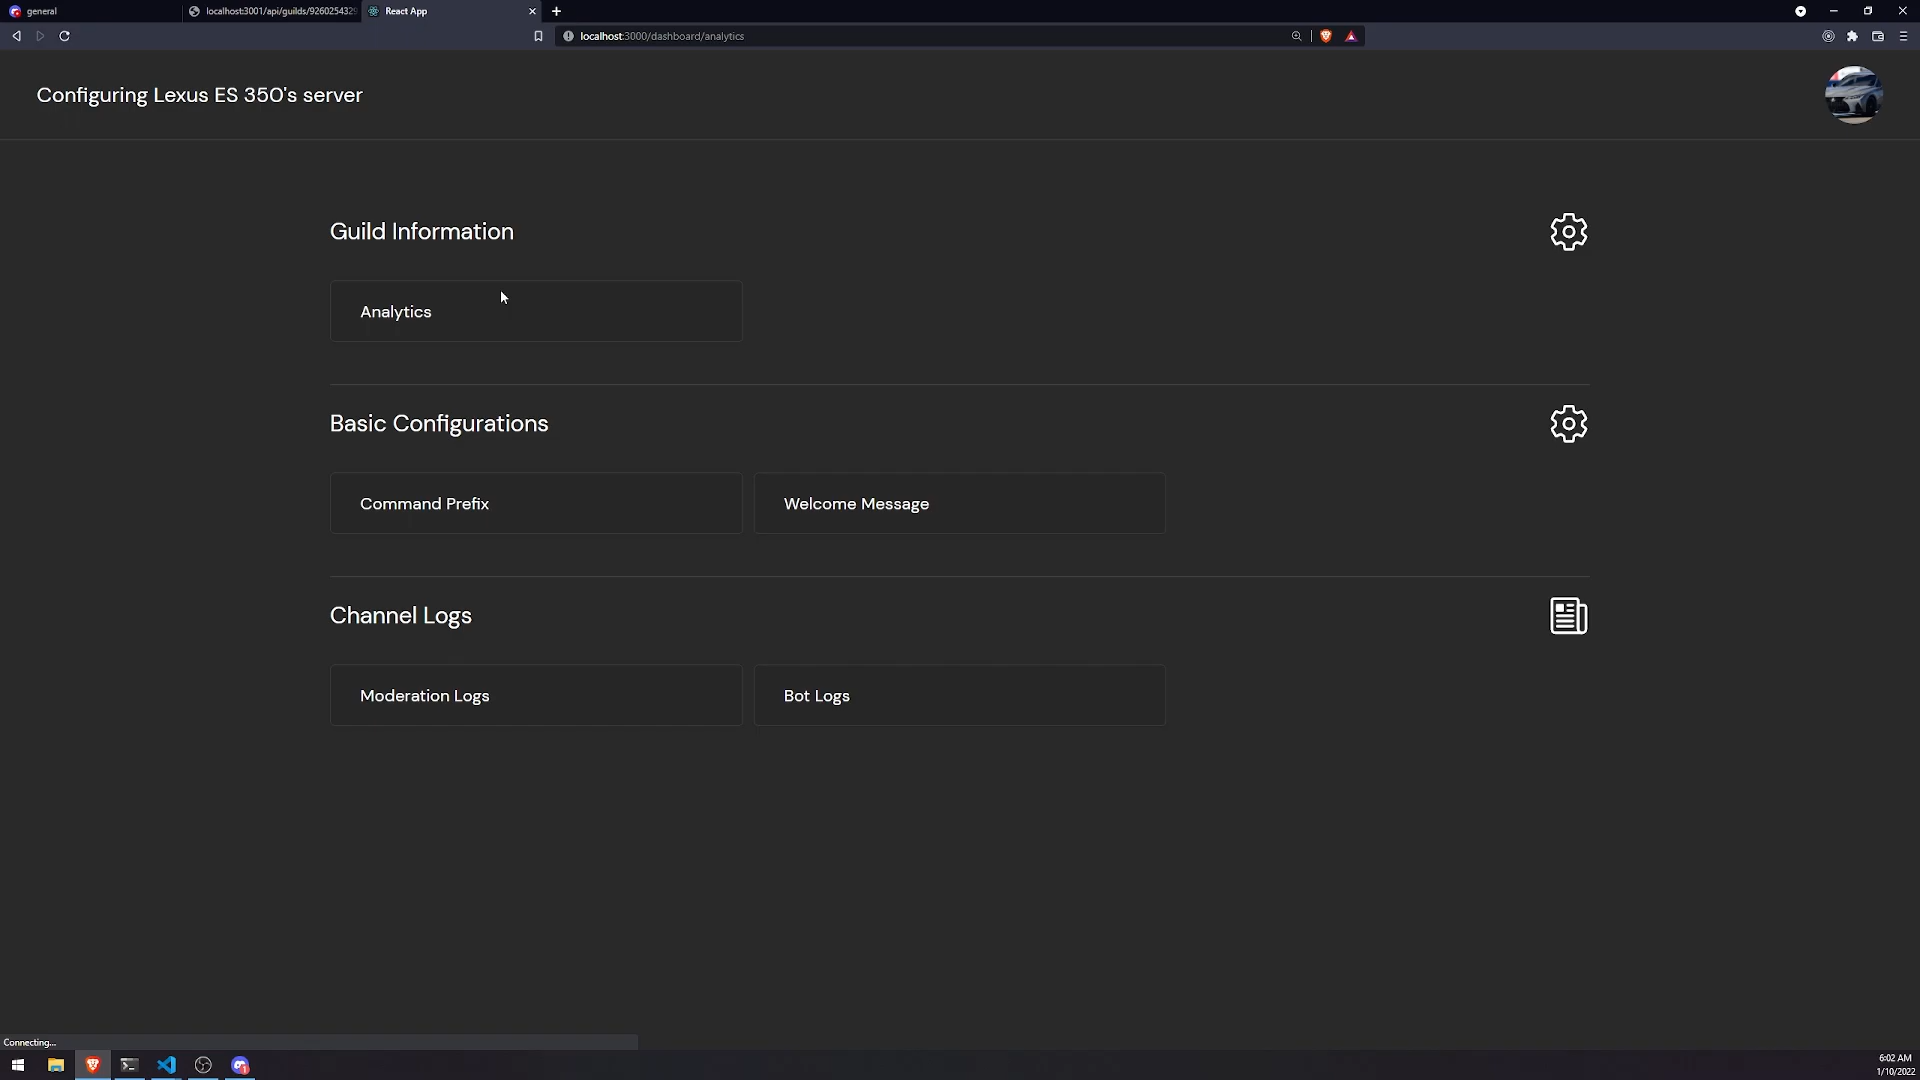 general
localhost:3001/api/guilds/9260254329
React App
localhost:3000/dashboard/analytics
Configuring Lexus ES 350's server
Guild Information
Analytics
Basic Configurations
Command Prefix
Welcome Message
Channel Logs
Moderation Logs
Bot Logs
Connecting...
6:02 AM
1/10/2022